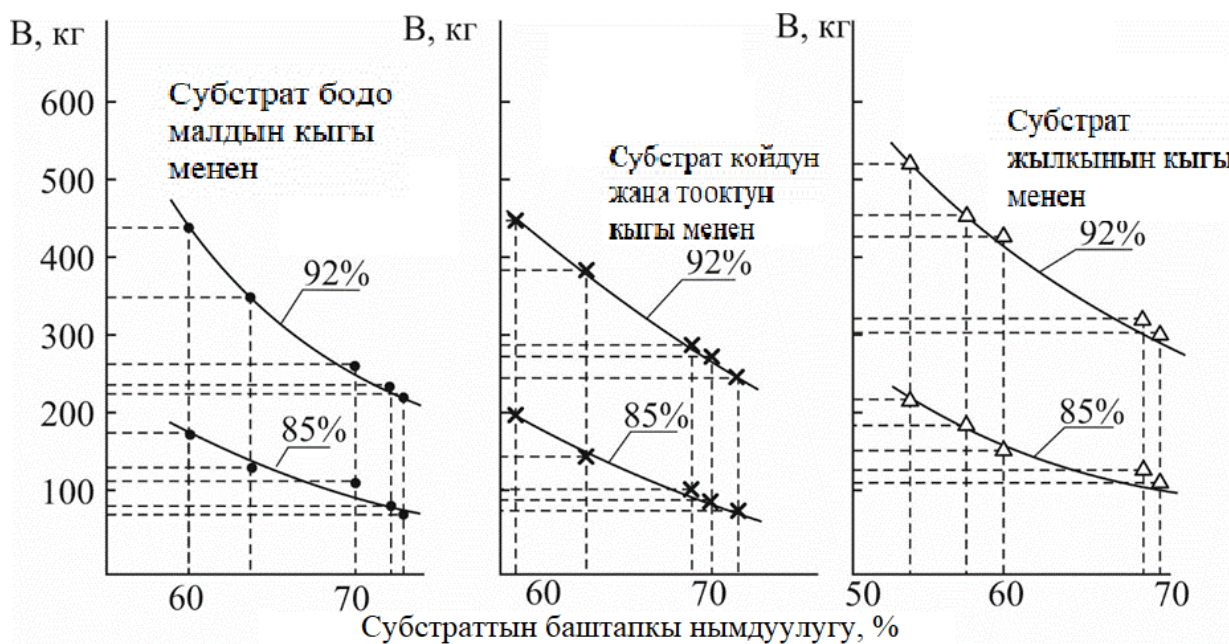 В, кг
600
500
400
300
200
100
Субстрат бодо
малдын кыгы
менен
92%
85%
60
70
В, кг
Субстрат койдун
жана тооктун
кыгы менен
92%
85%
60
70
В, кг
Субстрат
жылкынын кыгы
менен
92%
85%
50
60
70
Субстраттын баштапкы нымдуулугу, %